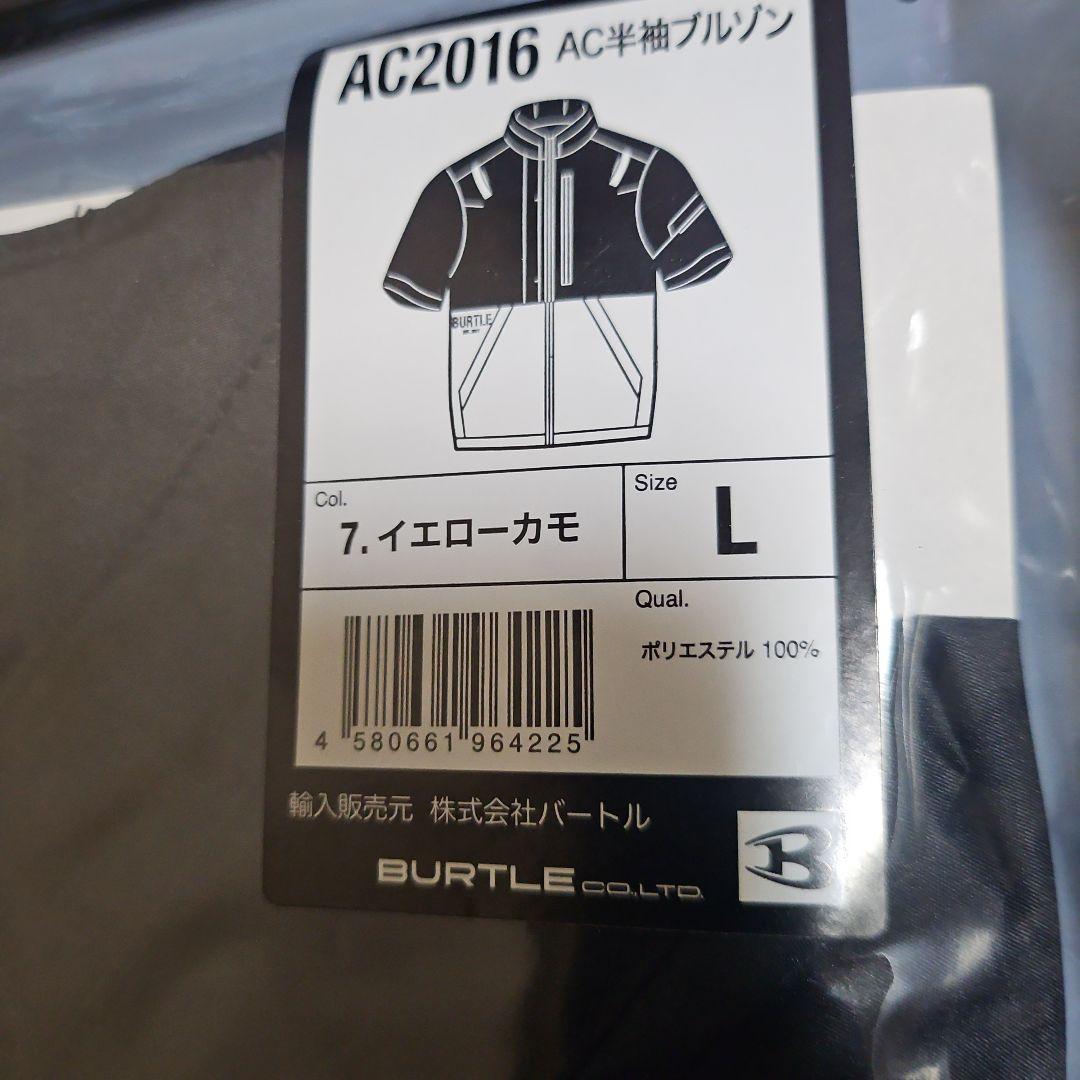 AC2016 AC半袖ブルゾン
BURTLE
Col.
7.イエローカモ
Size
L
Qual.
ポリエステル 100%
4 580661 964225
輸入販売元 株式会社バートル
BURTLE CO.,LTD.